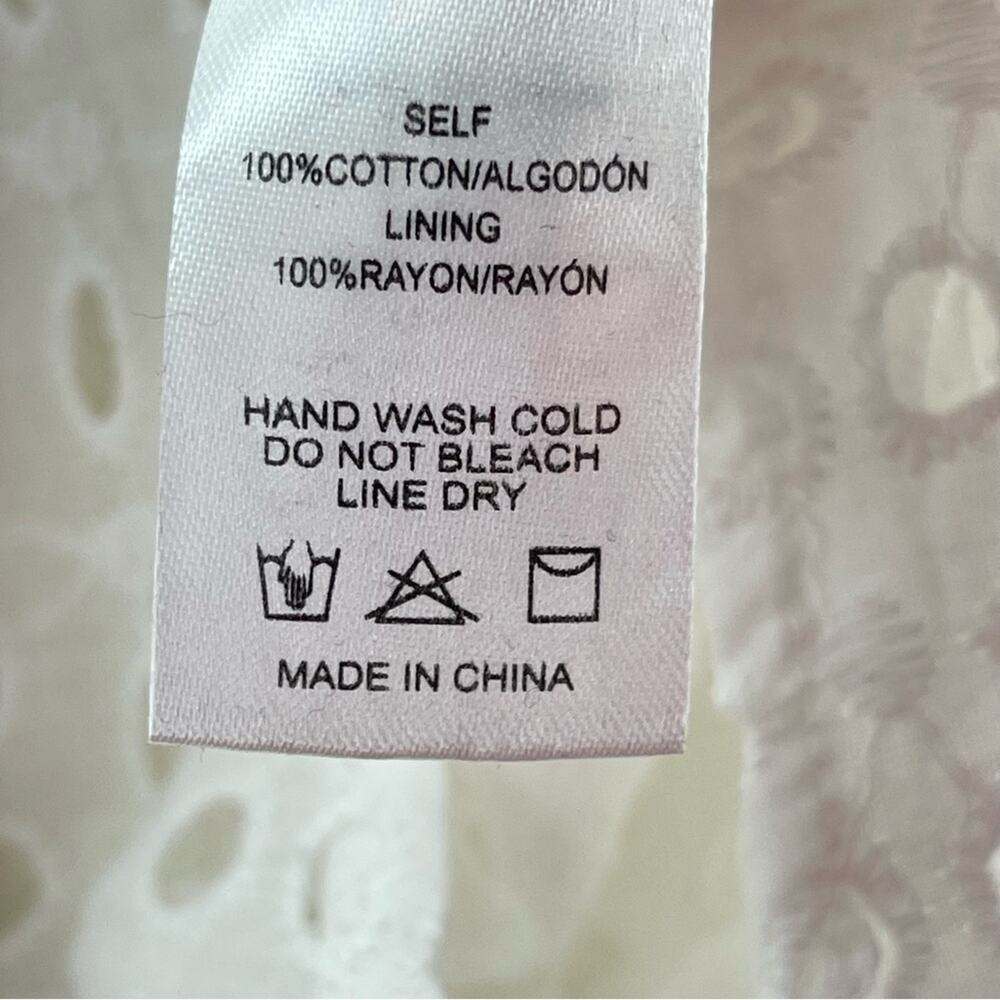 SELF
100%COTTON/ALGODÓN
LINING
100%RAYON/RAYÓN
HAND WASH COLD
DO NOT BLEACH
LINE DRY
MADE IN CHINA